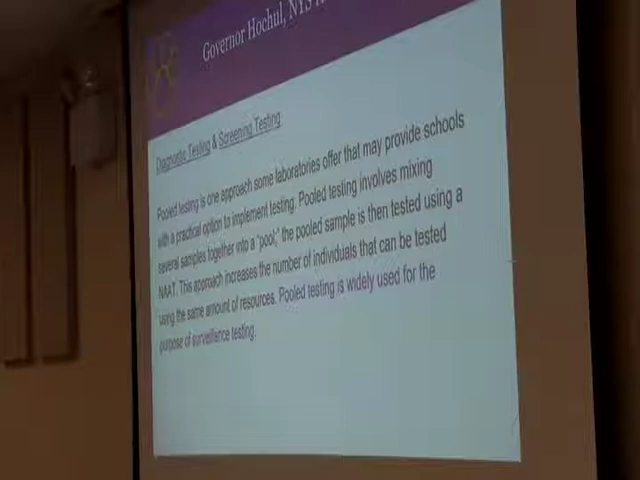 Governor Hochul, NYS
Diagnostic Testing & Screening Testing
Pooled testing is one approach some laboratories offer that may provide schools
with a practical option to implement testing. Pooled testing involves mixing
several samples together into a "pool," the pooled sample is then tested using a
NAAT. This approach increases the number of individuals that can be tested
using the same amount of resources. Pooled testing is widely used for the
purpose of surveillance testing.